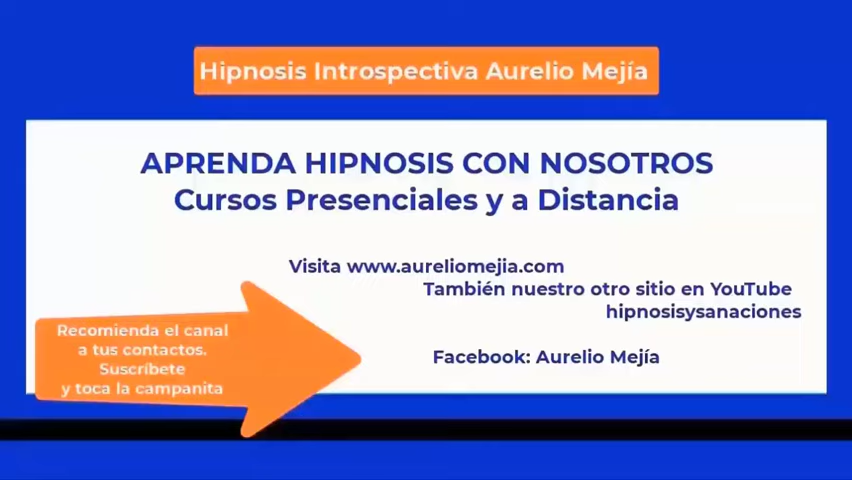 Hipnosis Introspectiva Aurelio Mejía
APRENDA HIPNOSIS CON NOSOTROS
Cursos Presenciales y a Distancia
Visita www.aureliomejia.com
También nuestro otro sitio en YouTube
hipnosisysanaciones
Facebook: Aurelio Mejía
Recomienda el canal
a tus contactos.
Suscríbete
y toca la campanita